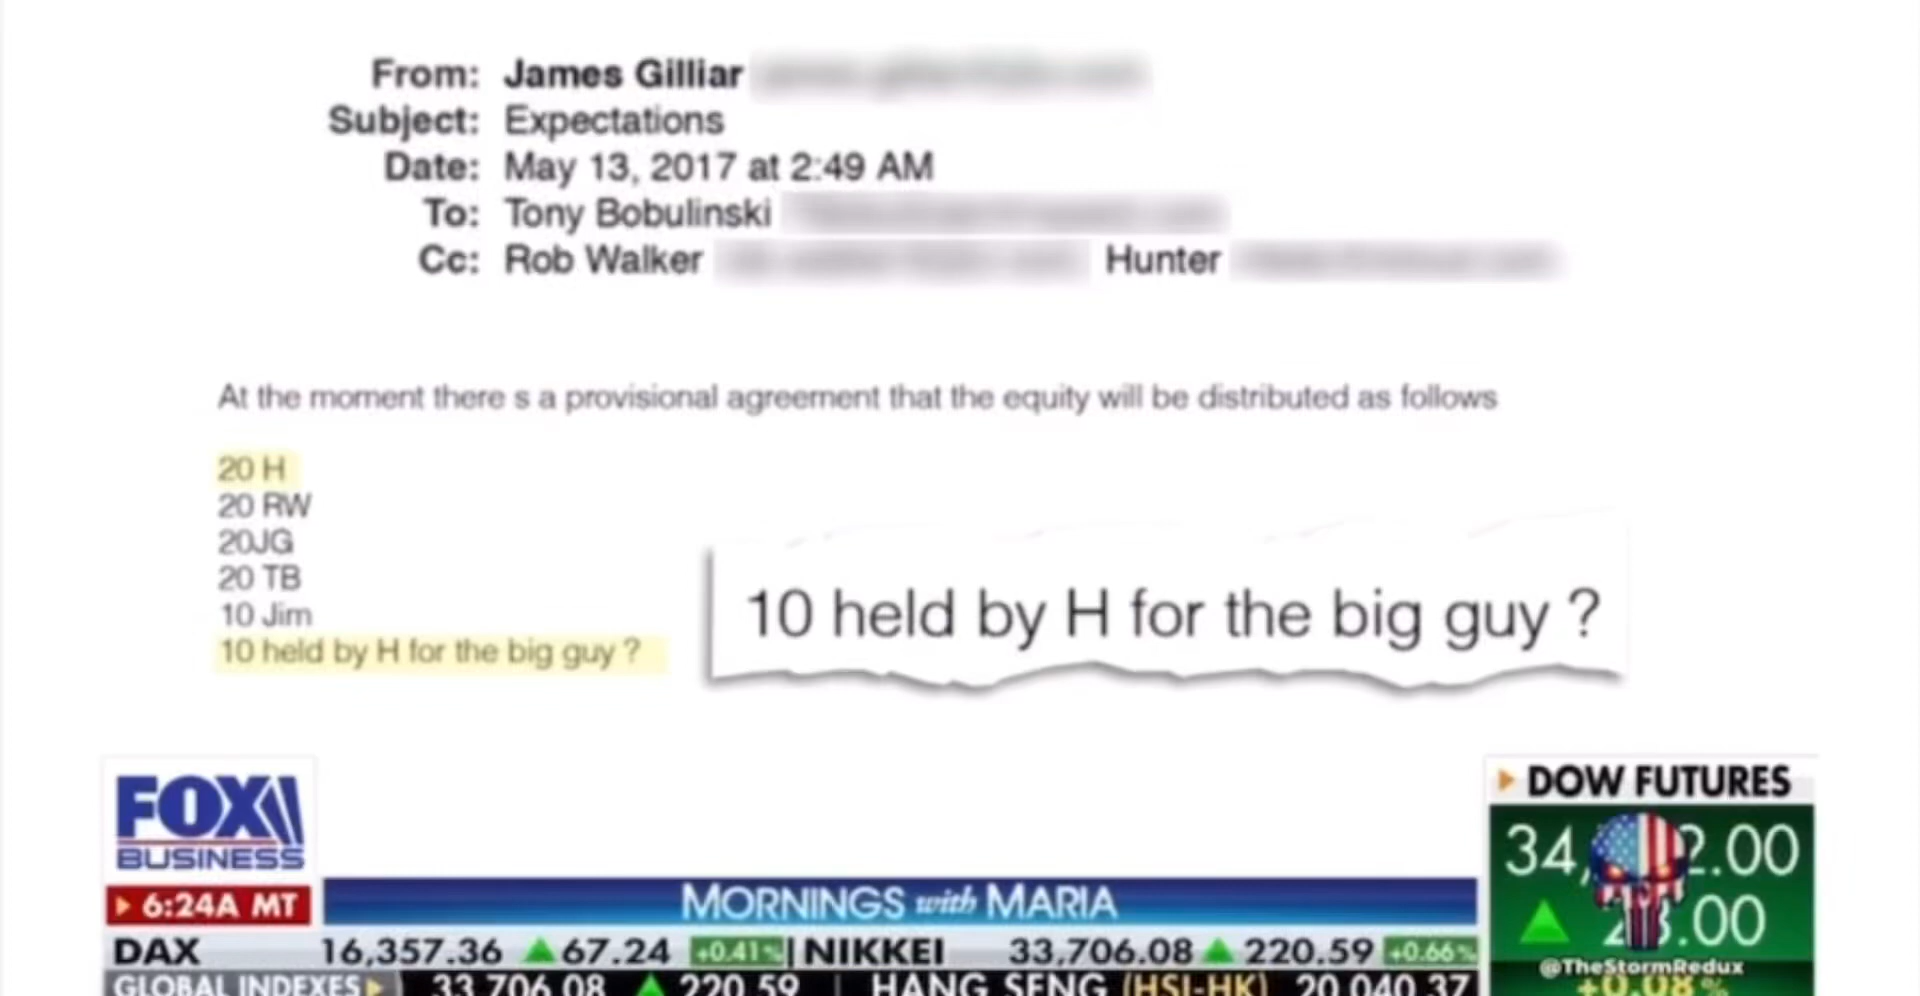 From: James Gilliar
Subject: Expectations
Date: May 13, 2017 at 2:49 AM
To: Tony Bobulinski
Cc: Rob Walker Hunter
At the moment there s a provisional agreement that the equity will be distributed as follows
20 H
20 RW
20JG
20 TB
10 Jim
10 held by H for the big guy ?
10 held by H for the big guy ?
FOX
BUSINESS
6:24A MT
MORNINGS with MARIA
DAX 16,357.36 67.24 +0.41% NIKKEI 33,706.08 220.59 +0.66%
GLOBAL INDEXES 33,706.08 220.59 HANG SENG (HSI-HK) 20,040.37
DOW FUTURES
@TheStormRedux
+0.08%